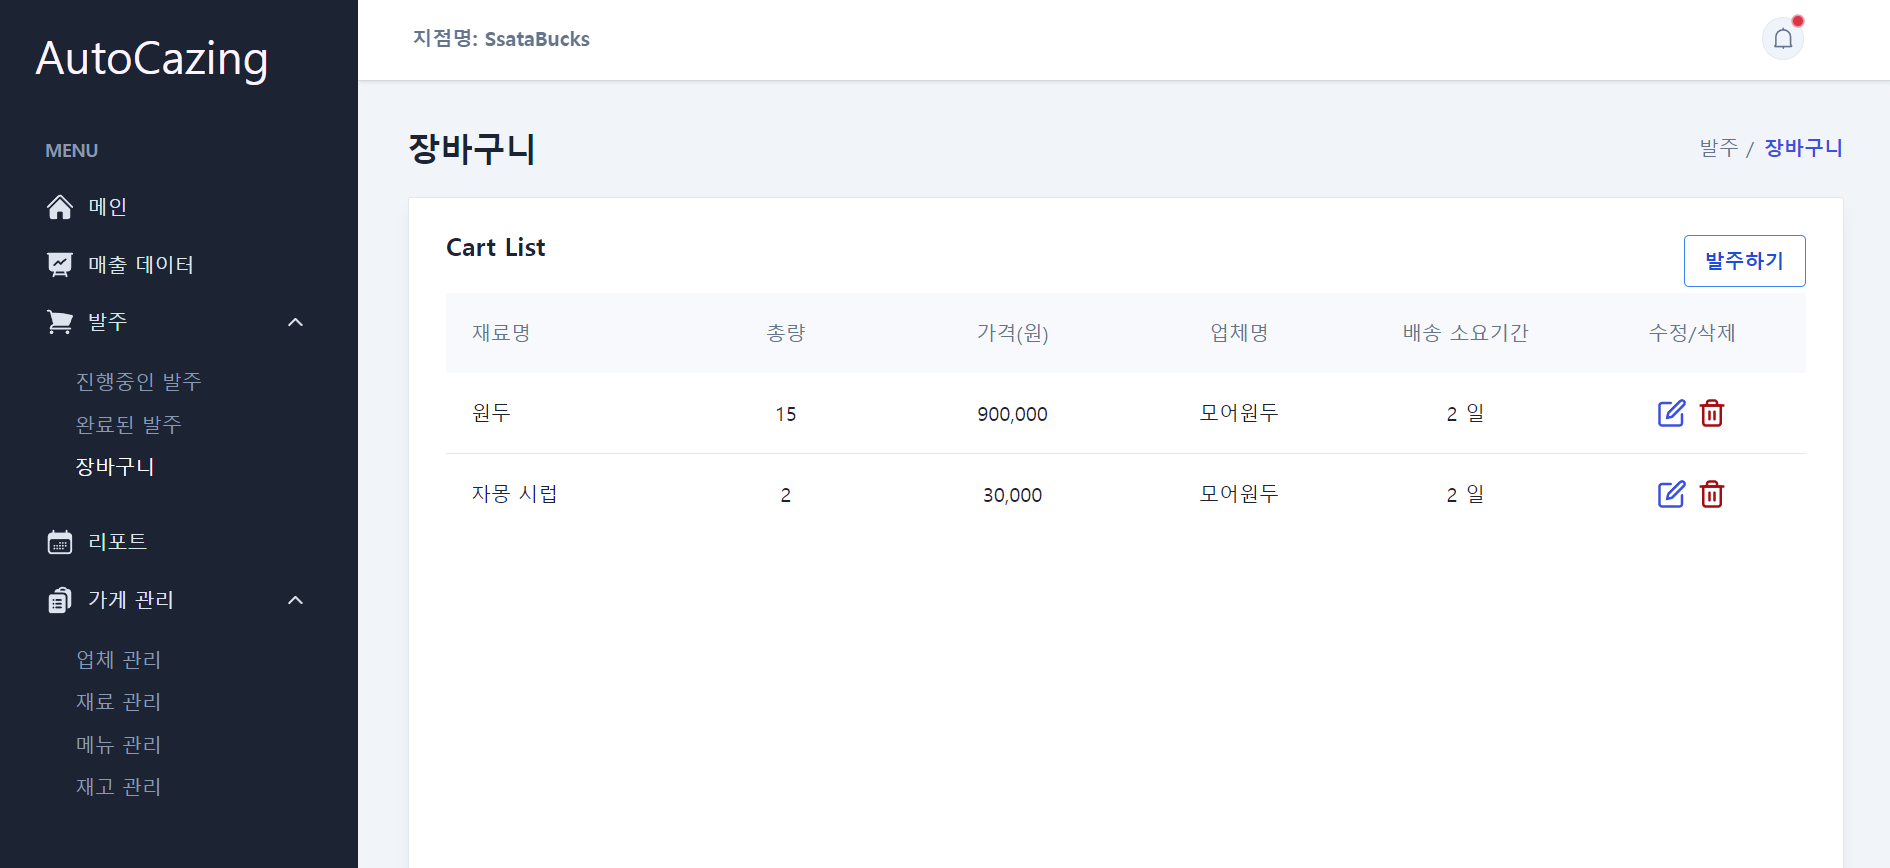 AutoCazing
MENU
메인
매출 데이터
발주
진행중인 발주
완료된 발주
장바구니
리포트
가게 관리
업체 관리
재료 관리
메뉴 관리
재고 관리
지점명: SsataBucks
장바구니
발주 / 장바구니
Cart List
발주하기
재료명 총량 가격(원) 업체명 배송 소요기간 수정/삭제
원두 15 900,000 모어원두 2 일
자몽 시럽 2 30,000 모어원두 2 일